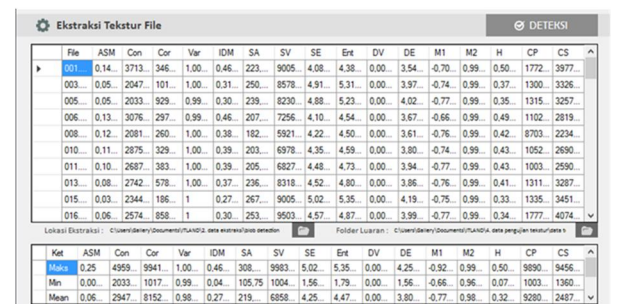 Ekstraksi Tekstur File DETEKSI
File ASM Con Cor Var IDM SA SV SE Ent DV DE M1 M2 H CP CS
001... 0,14... 3713... 346... 1,00... 0,46... 223,... 9005... 4,08... 4,38... 0,00... 3,54... -0,70... 0,99... 0,50... 1772... 3977...
003... 0,05... 2047... 101... 1,00... 0,31... 250,... 8578... 4,91... 5,31... 0,00... 3,97... -0,74... 0,99... 0,37... 1300... 3326...
005... 0,05... 2033... 929... 0,99... 0,30... 239,... 8230... 4,88... 5,23... 0,00... 4,02... -0,77... 0,99... 0,35... 1315... 3257...
006... 0,13... 3076... 297... 0,99... 0,46... 207,... 7256... 4,10... 4,54... 0,00... 3,67... -0,66... 0,99... 0,49... 1102... 2819...
008... 0,12... 2081... 260... 1,00... 0,38... 182,... 5921... 4,22... 4,50... 0,00... 3,61... -0,76... 0,99... 0,42... 8703... 2234...
010... 0,11... 2875... 329... 1,00... 0,39... 203,... 6978... 4,35... 4,59... 0,00... 3,80... -0,74... 0,99... 0,43... 1052... 2690...
011... 0,10... 2687... 383... 1,00... 0,39... 205,... 6827... 4,48... 4,73... 0,00... 3,94... -0,77... 0,99... 0,43... 1003... 2590...
013... 0,08... 2742... 578... 1,00... 0,37... 236,... 8318... 4,52... 4,80... 0,00... 3,86... -0,76... 0,99... 0,41... 1311... 3287...
015... 0,03... 2344... 186... 1 0,27... 267,... 9005... 5,02... 5,35... 0,00... 4,19... -0,75... 0,99... 0,33... 1335... 3451...
016... 0,06... 2574... 858... 1 0,30... 253,... 9503... 4,57... 4,87... 0,00... 3,99... -0,77... 0,99... 0,34... 1777... 4074...
Lokasi Ekstraksi : C:\Users\Gallery\Documents\TLAND\2. data ekstraksi\blob detection Folder Luaran : C:\Users\Gallery\Documents\TLAND\A. data pengujian tekstur\data h
Ket ASM Con Cor Var IDM SA SV SE Ent DV DE M1 M2 H CP CS
Maks 0,25 4959... 9941... 1,00... 0,46... 308,... 9983... 5,02... 5,35... 0,00... 4,25... -0,92... 0,99... 0,50... 9890... 9456...
Min 0,00... 2033... 1017... 0,99... 0,04... 105,75 1004... 1,56... 1,79... 0,00... 1,56... -0,66... 0,96... 0,07... 1003... 1360...
Mean 0,06... 2947... 8152... 0,98... 0,27... 219,... 6858... 4,25... 4,47... 0,00... 3,80... -0,77... 0,98... 0,32... 9280... 2481...